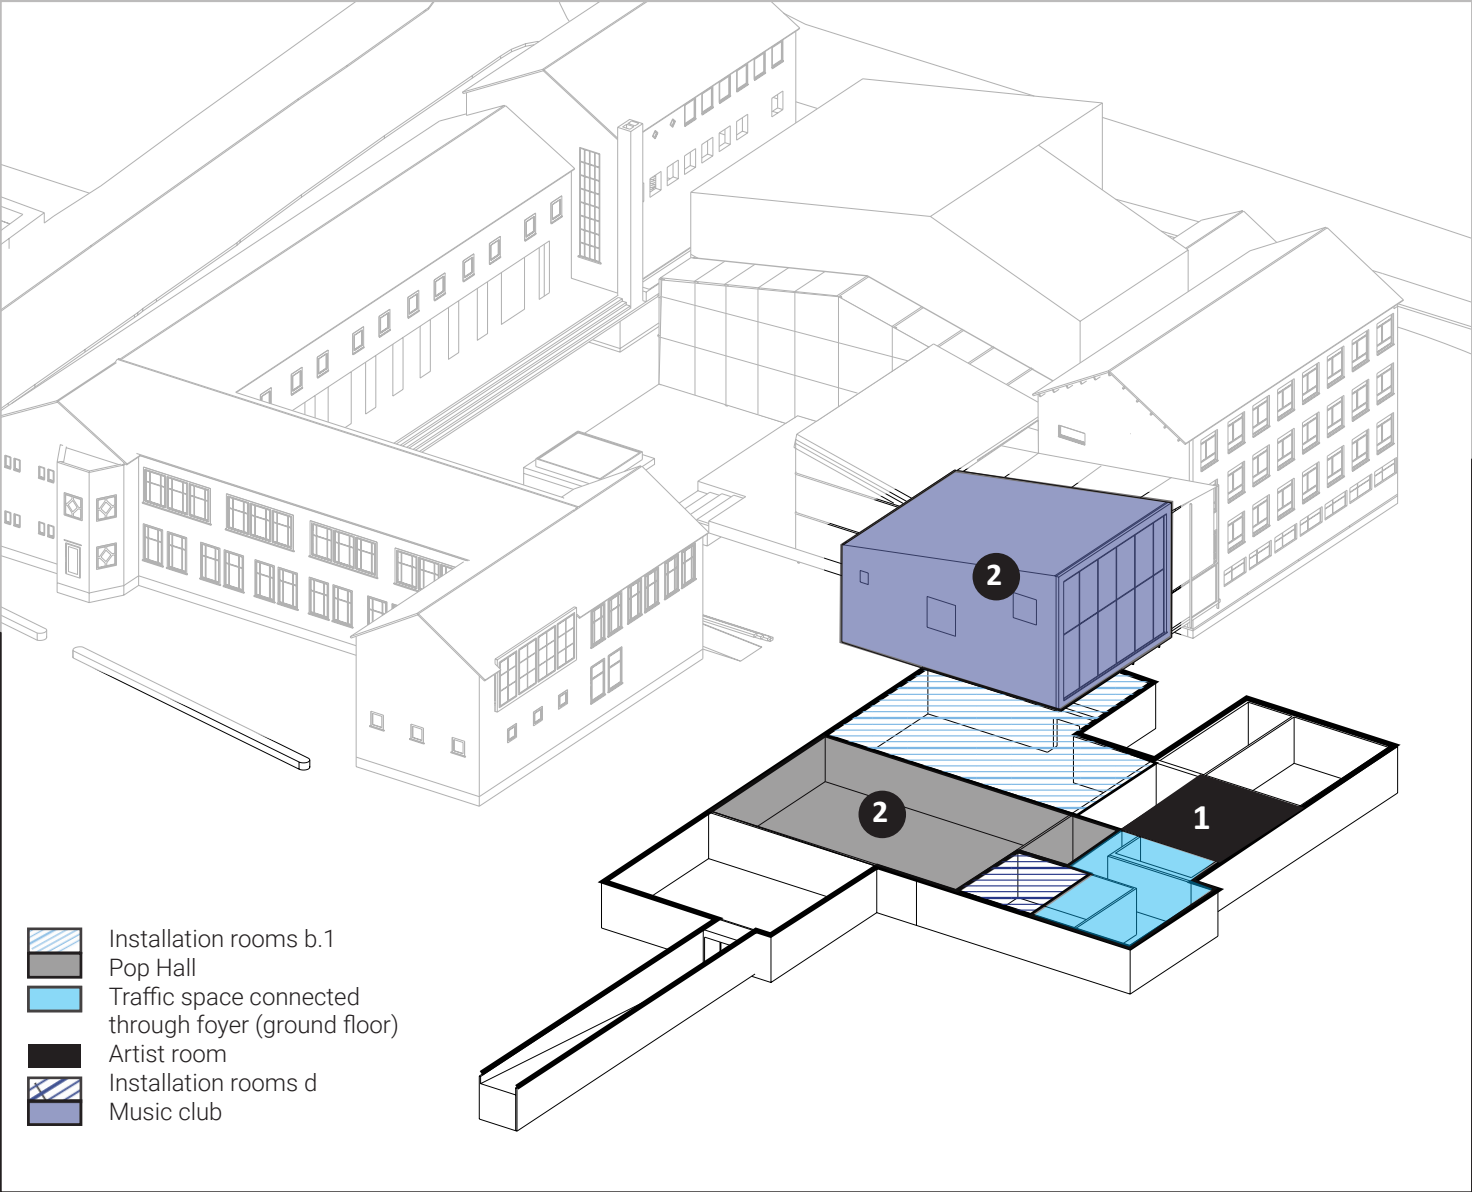 2
2
1
Installation rooms b.1
Pop Hall
Traffic space connected
through foyer (ground floor)
Artist room
Installation rooms d
Music club